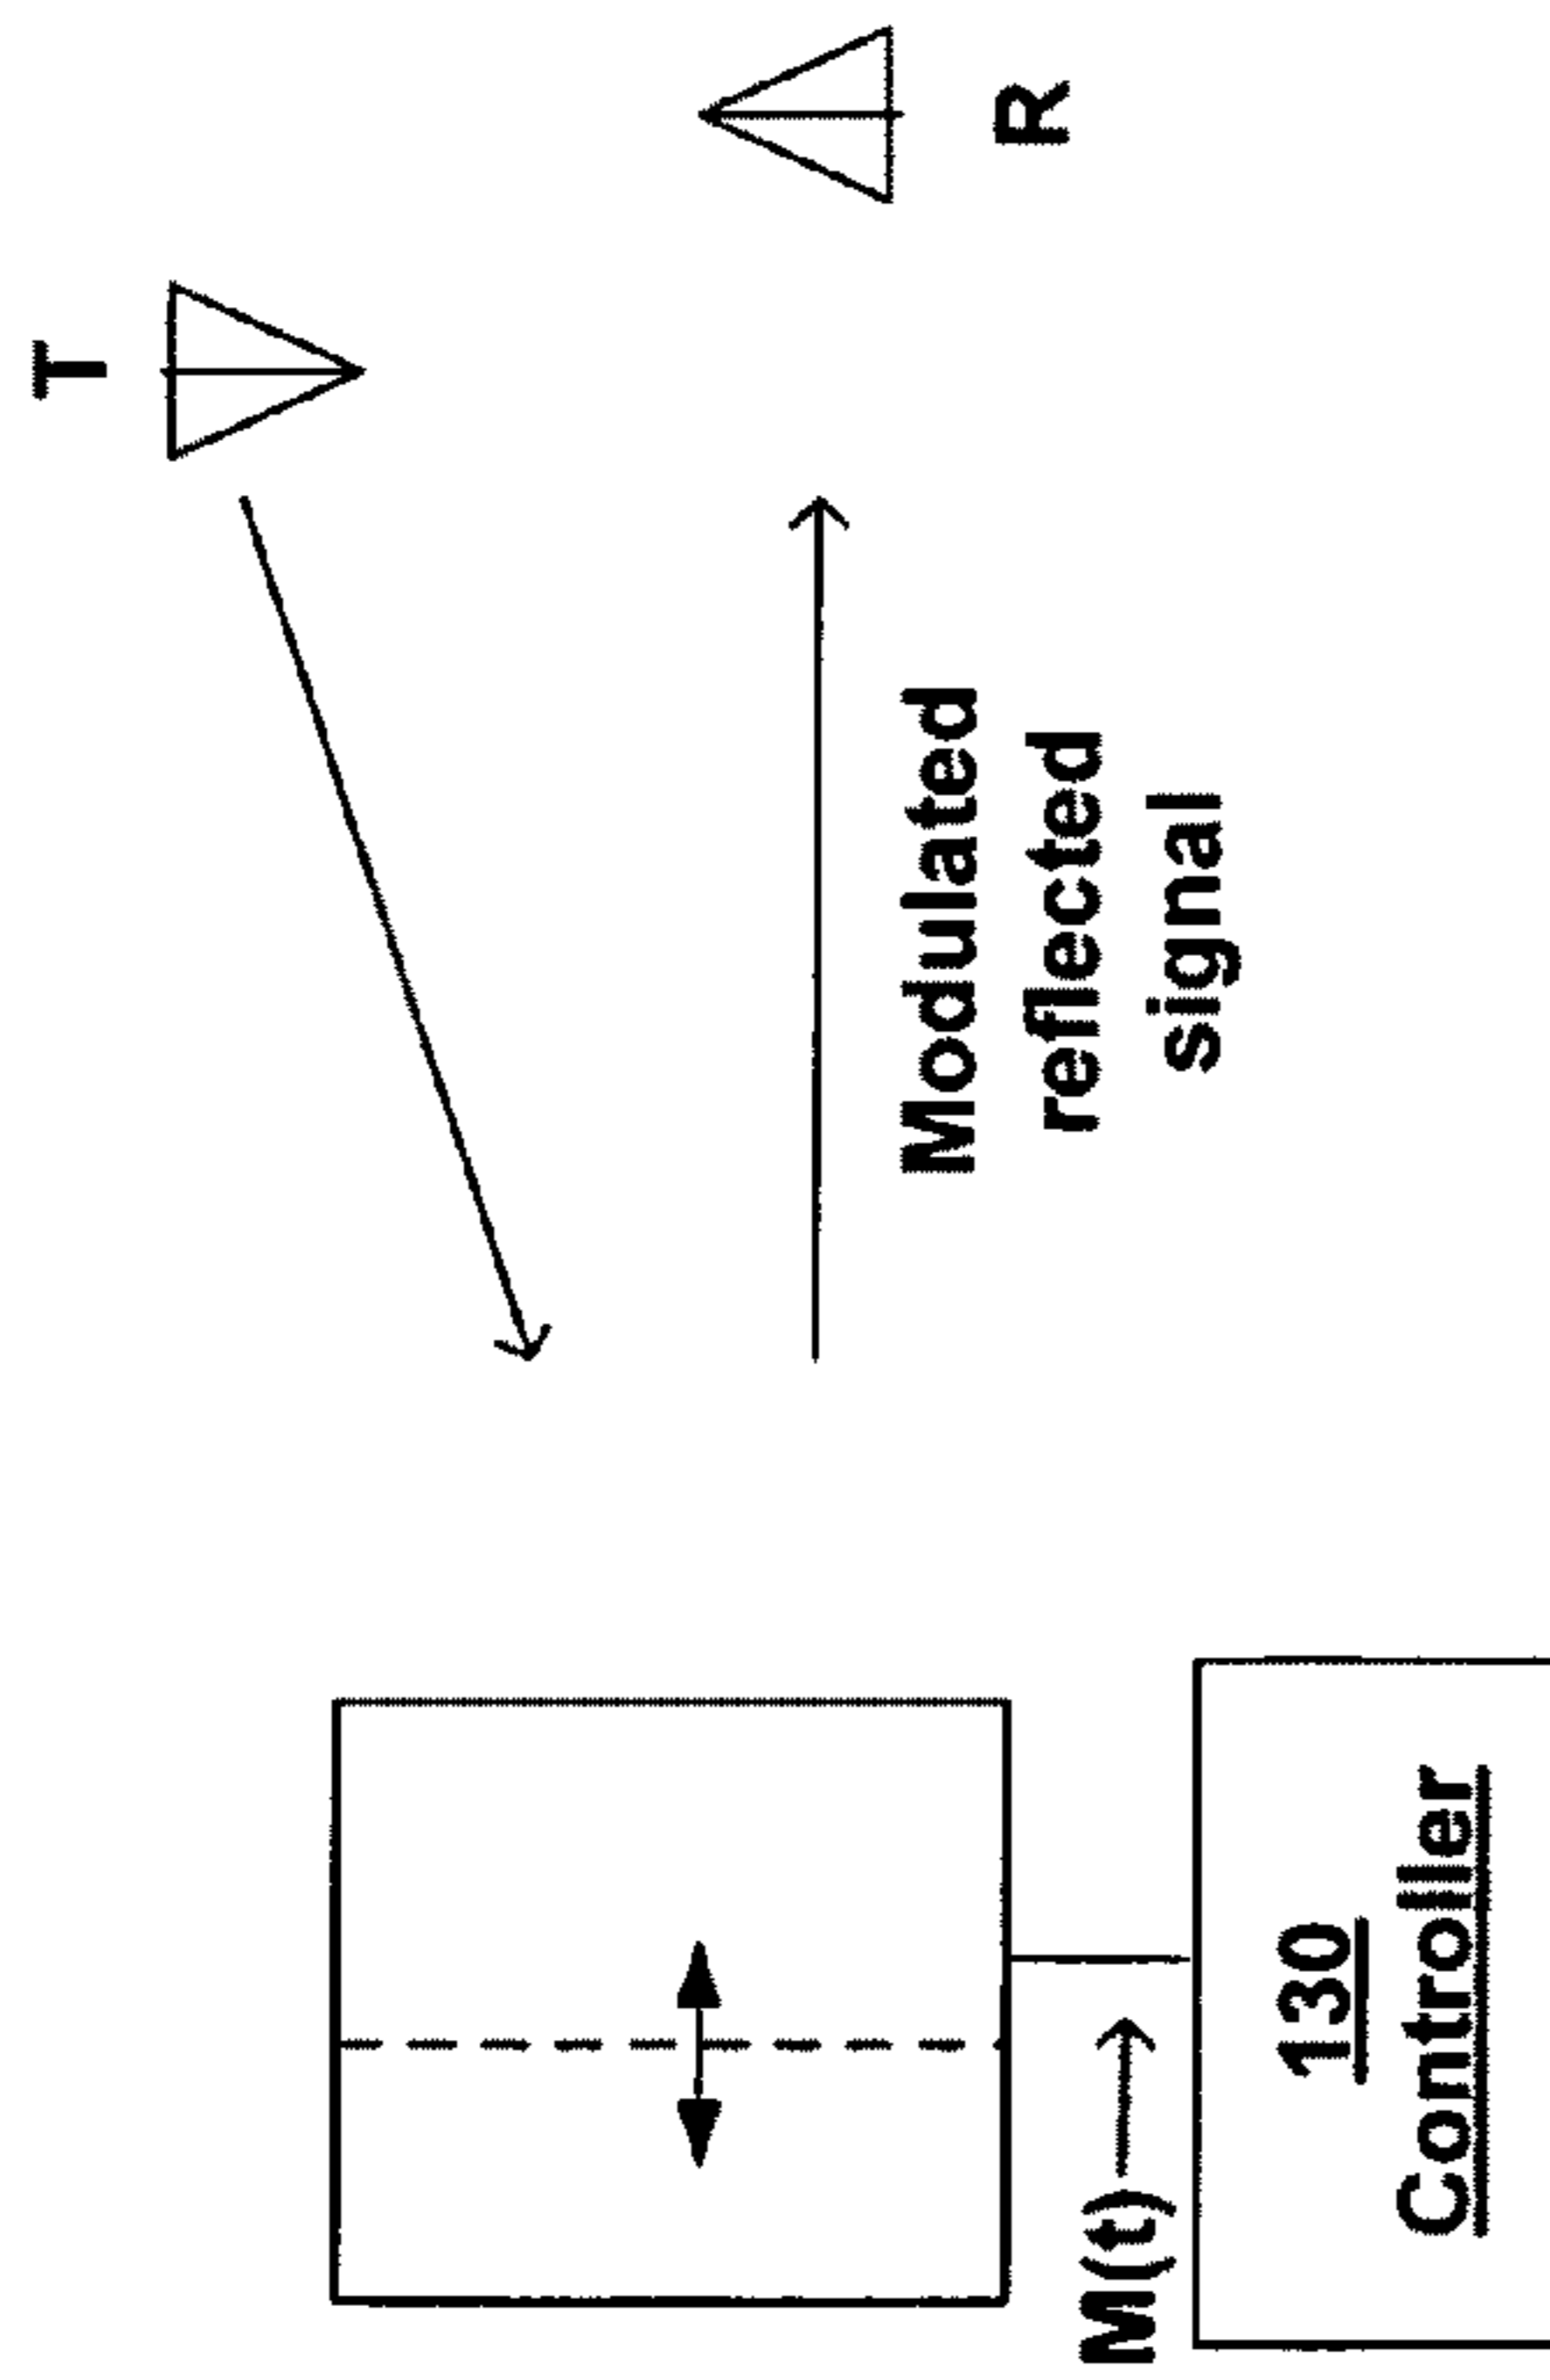 T
R
Modulated
reflected
signal
M(t)
130
Controller